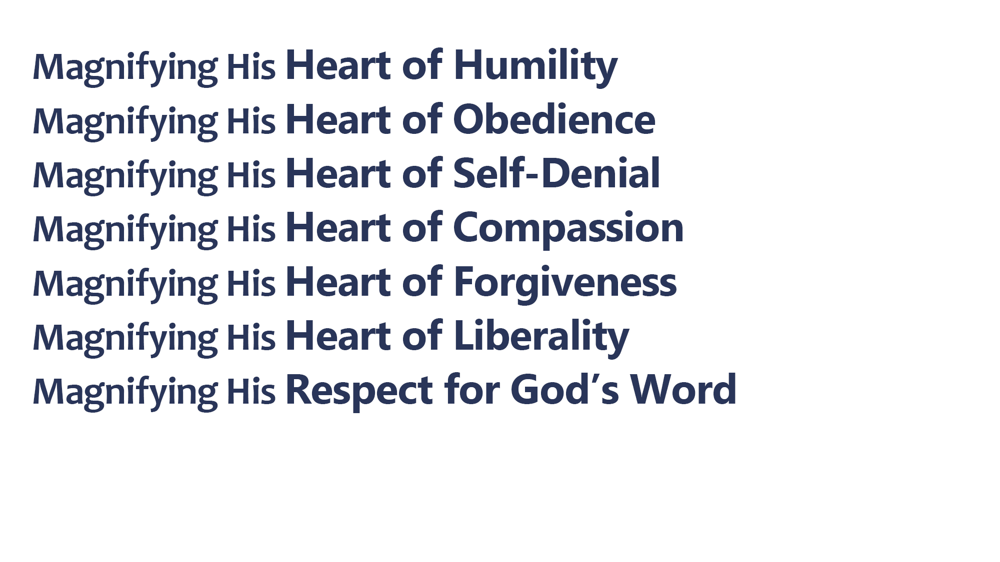 Magnifying His Heart of Humility
Magnifying His Heart of Obedience
Magnifying His Heart of Self-Denial
Magnifying His Heart of Compassion
Magnifying His Heart of Forgiveness
Magnifying His Heart of Liberality
Magnifying His Respect for God’s Word